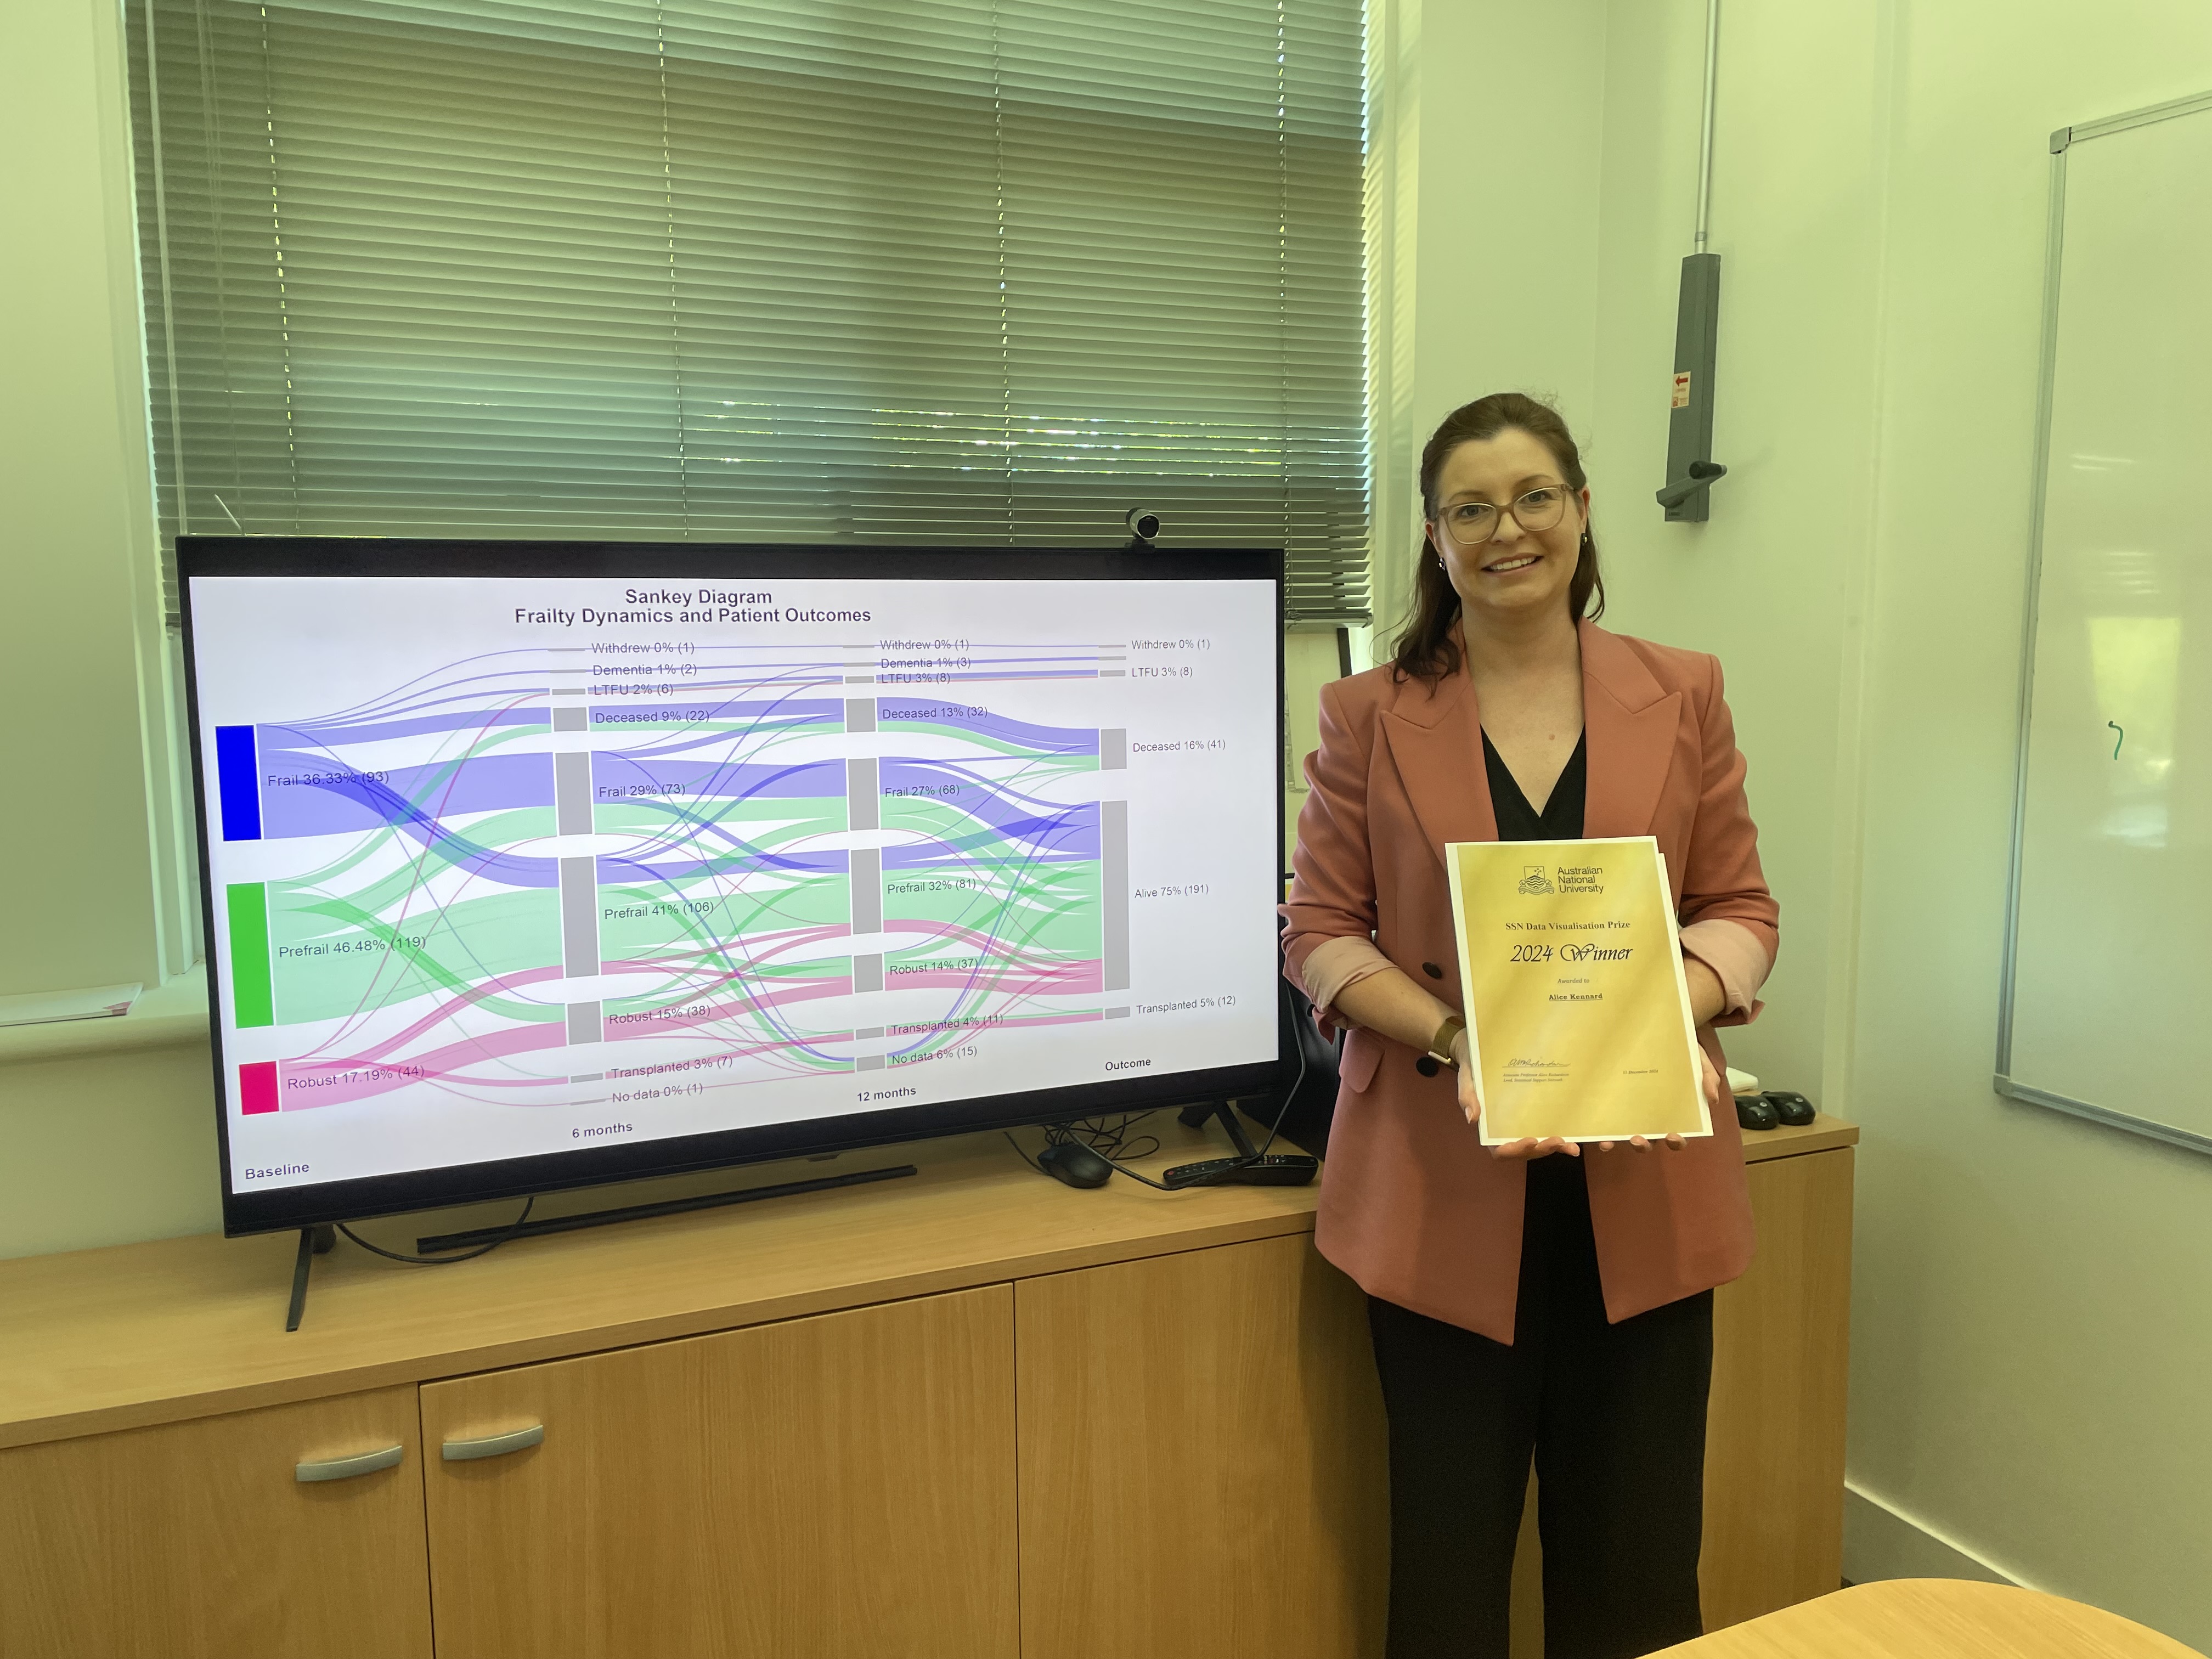 Sankey Diagram
Frailty Dynamics and Patient Outcomes
Withdrew 0% (1)
Dementia 1% (2)
LTFU 2% (6)
Deceased 9% (22)
Frail 36.33% (93)
Frail 29% (73)
Prefrail 46.48% (119)
Prefrail 41% (106)
Robust 17.19% (44)
Robust 15% (38)
Transplanted 3% (7)
No data 0% (1)
Withdrew 0% (1)
Dementia 1% (3)
LTFU 3% (8)
Deceased 13% (32)
Frail 27% (68)
Prefrail 32% (81)
Robust 14% (37)
Transplanted 4% (11)
No data 6% (15)
Withdrew 0% (1)
LTFU 3% (8)
Deceased 16% (41)
Alive 75% (191)
Transplanted 5% (12)
Baseline
6 months
12 months
Outcome
Australian
National
University
SSN Data Visualisation Prize
2024 Winner
Awarded to
Alice Kennard